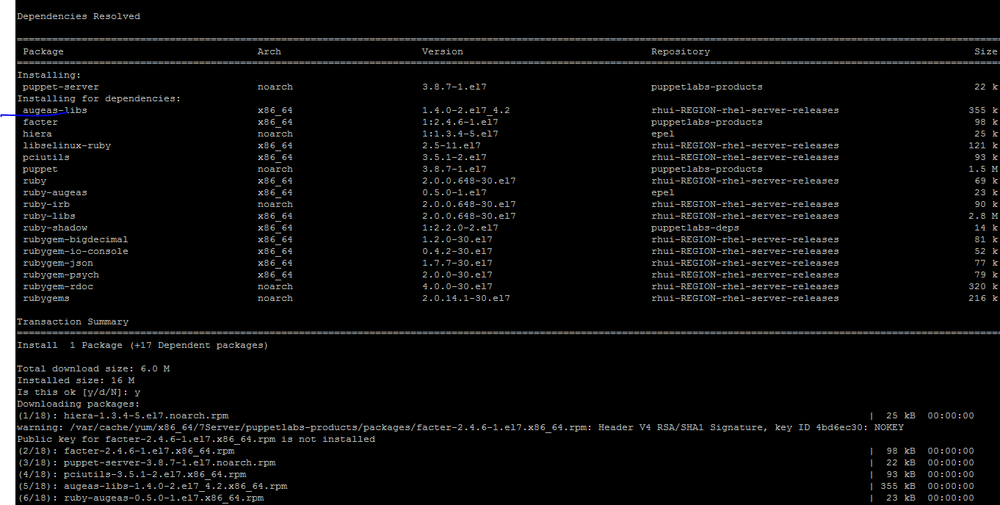 Dependencies Resolved
================================================================================
Package Arch Version Repository Size
================================================================================
Installing:
puppet-server noarch 3.8.7-1.el7 puppetlabs-products 22 k
Installing for dependencies:
augeas-libs x86_64 1.4.0-2.el7_4.2 rhui-REGION-rhel-server-releases 355 k
facter x86_64 1:2.4.6-1.el7 puppetlabs-products 98 k
hiera noarch 1:1.3.4-5.el7 epel 25 k
libselinux-ruby x86_64 2.5-11.el7 rhui-REGION-rhel-server-releases 121 k
pciutils x86_64 3.5.1-2.el7 rhui-REGION-rhel-server-releases 93 k
puppet noarch 3.8.7-1.el7 puppetlabs-products 1.5 M
ruby x86_64 2.0.0.648-30.el7 rhui-REGION-rhel-server-releases 69 k
ruby-augeas x86_64 0.5.0-1.el7 epel 23 k
ruby-irb noarch 2.0.0.648-30.el7 rhui-REGION-rhel-server-releases 90 k
ruby-libs x86_64 2.0.0.648-30.el7 rhui-REGION-rhel-server-releases 2.8 M
ruby-shadow x86_64 1:2.2.0-2.el7 puppetlabs-deps 14 k
rubygem-bigdecimal x86_64 1.2.0-30.el7 rhui-REGION-rhel-server-releases 81 k
rubygem-io-console x86_64 0.4.2-30.el7 rhui-REGION-rhel-server-releases 52 k
rubygem-json x86_64 1.7.7-30.el7 rhui-REGION-rhel-server-releases 77 k
rubygem-psych x86_64 2.0.0-30.el7 rhui-REGION-rhel-server-releases 79 k
rubygem-rdoc noarch 4.0.0-30.el7 rhui-REGION-rhel-server-releases 320 k
rubygems noarch 2.0.14.1-30.el7 rhui-REGION-rhel-server-releases 216 k
Transaction Summary
================================================================================
Install 1 Package (+17 Dependent packages)
Total download size: 6.0 M
Installed size: 16 M
Is this ok [y/d/N]: y
Downloading packages:
(1/18): hiera-1.3.4-5.el7.noarch.rpm | 25 kB 00:00:00
warning: /var/cache/yum/x86_64/7Server/puppetlabs-products/packages/facter-2.4.6-1.el7.x86_64.rpm: Header V4 RSA/SHA1 Signature, key ID 4bd6ec30: NOKEY
Public key for facter-2.4.6-1.el7.x86_64.rpm is not installed
(2/18): facter-2.4.6-1.el7.x86_64.rpm | 98 kB 00:00:00
(3/18): puppet-server-3.8.7-1.el7.noarch.rpm | 22 kB 00:00:00
(4/18): pciutils-3.5.1-2.el7.x86_64.rpm | 93 kB 00:00:00
(5/18): augeas-libs-1.4.0-2.el7_4.2.x86_64.rpm | 355 kB 00:00:00
(6/18): ruby-augeas-0.5.0-1.el7.x86_64.rpm | 23 kB 00:00:00